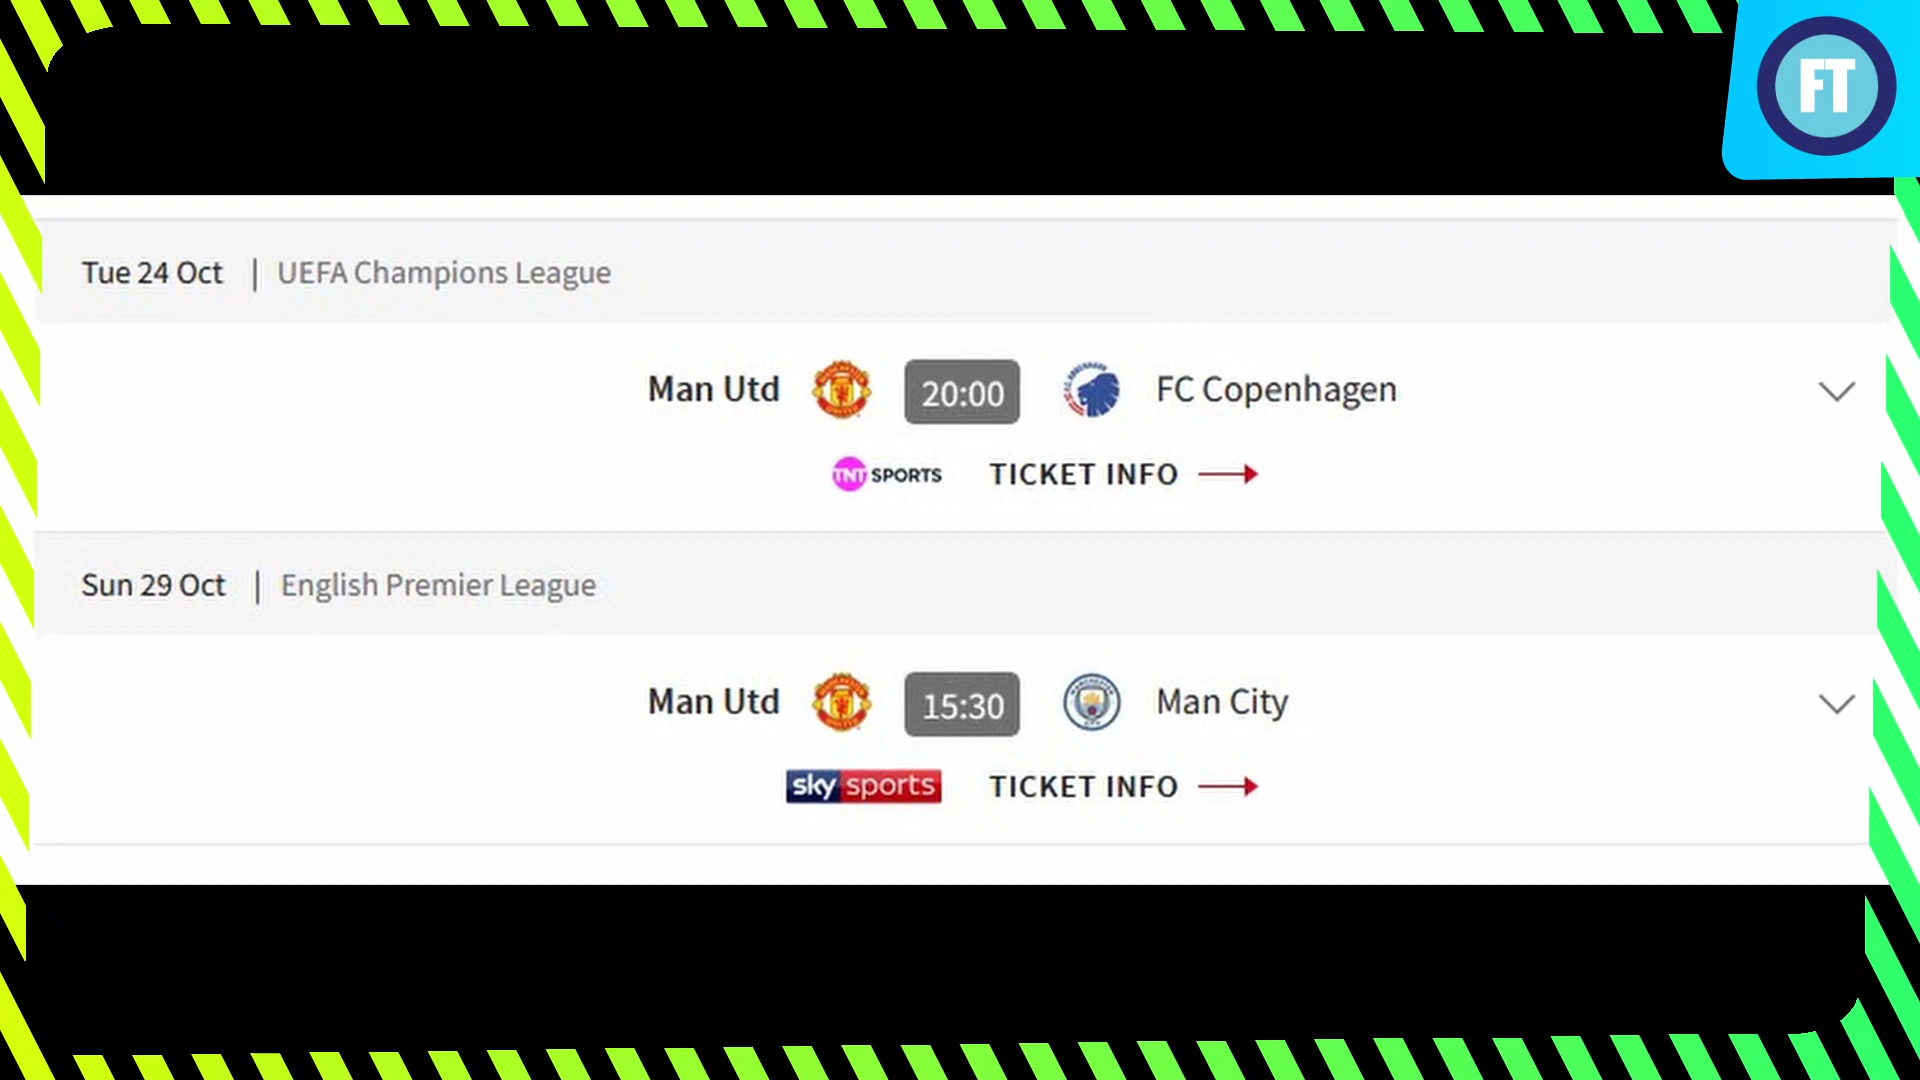 FT
Tue 24 Oct | UEFA Champions League
Man Utd 20:00 FC Copenhagen
TNT SPORTS TICKET INFO
Sun 29 Oct | English Premier League
Man Utd 15:30 Man City
sky sports TICKET INFO